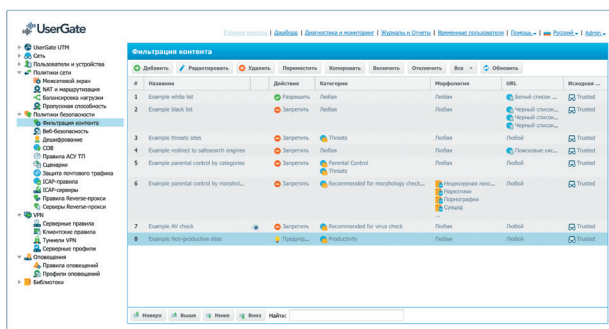 UserGate
Главная консоль | Дашборд | Диагностика и мониторинг | Журналы и Отчеты | Временные пользователи | Помощь | Русский | Admin
UserGate UTM
Сеть
Пользователи и устройства
Политики сети
Межсетевой экран
NAT и маршрутизация
Балансировка нагрузки
Пропускная способность
Политики безопасности
Фильтрация контента
Веб-безопасность
Дешифрование
СОВ
Правила АСУ ТП
Сценарии
Защита почтового трафика
ICAP-правила
ICAP-серверы
Правила Reverse-прокси
Серверы Reverse-прокси
VPN
Серверные правила
Клиентские правила
Туннели VPN
Серверные профили
Оповещения
Правила оповещений
Профили оповещений
Библиотеки
Фильтрация контента
Добавить Редактировать Удалить Переместить Копировать Включить Отключить Все Обновить
# Название Действие Категории Морфология URL Исходная ...
1 Example white list Разрешить Любая Любая Белый список ... Trusted
2 Example black list Запретить Любая Любая Черный список... Trusted
Черный список...
Черный список...
3 Example threats sites Запретить Threats Любая Любой Trusted
4 Example redirect to safesearch engines Запретить Любая Любая Поисковые сис... Trusted
5 Example parental control by categories Запретить Parental Control Любая Любой Trusted
Threats
6 Example parental control by morphol... Запретить Recommended for morphology check... Нецензурная лекс... Любой Trusted
Наркотики
Порнография
Суицид
...
7 Example AV check Запретить Recommended for virus check Любая Любой Trusted
8 Example Non-productive sites Предупр... Productivity Любая Любой Trusted
Наверх Выше Ниже Вниз Найти: